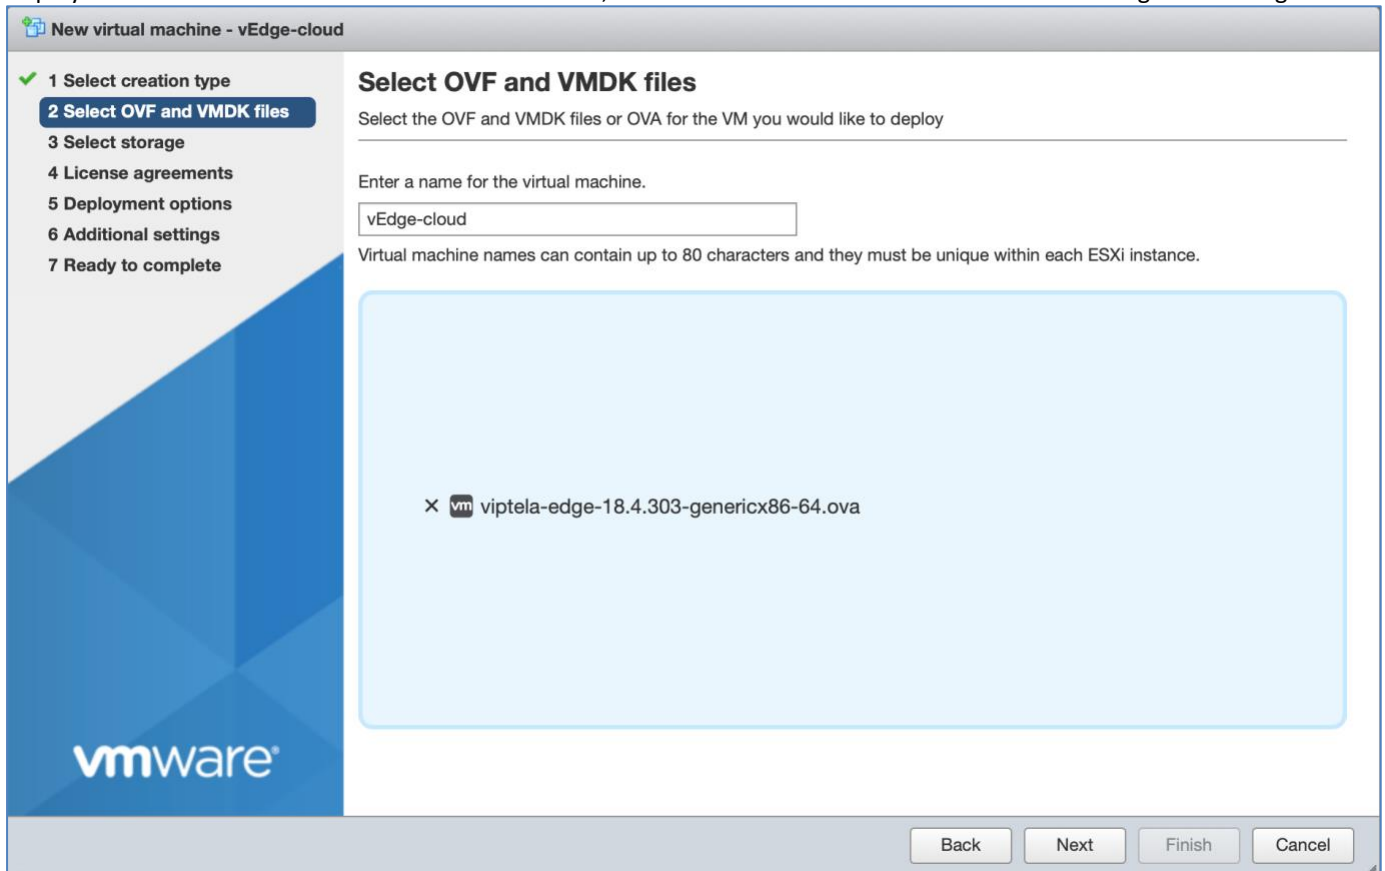 New virtual machine - vEdge-cloud
1 Select creation type
2 Select OVF and VMDK files
3 Select storage
4 License agreements
5 Deployment options
6 Additional settings
7 Ready to complete
vmware®
Select OVF and VMDK files
Select the OVF and VMDK files or OVA for the VM you would like to deploy
Enter a name for the virtual machine.
vEdge-cloud
Virtual machine names can contain up to 80 characters and they must be unique within each ESXi instance.
vm viptela-edge-18.4.303-genericx86-64.ova
Back Next Finish Cancel